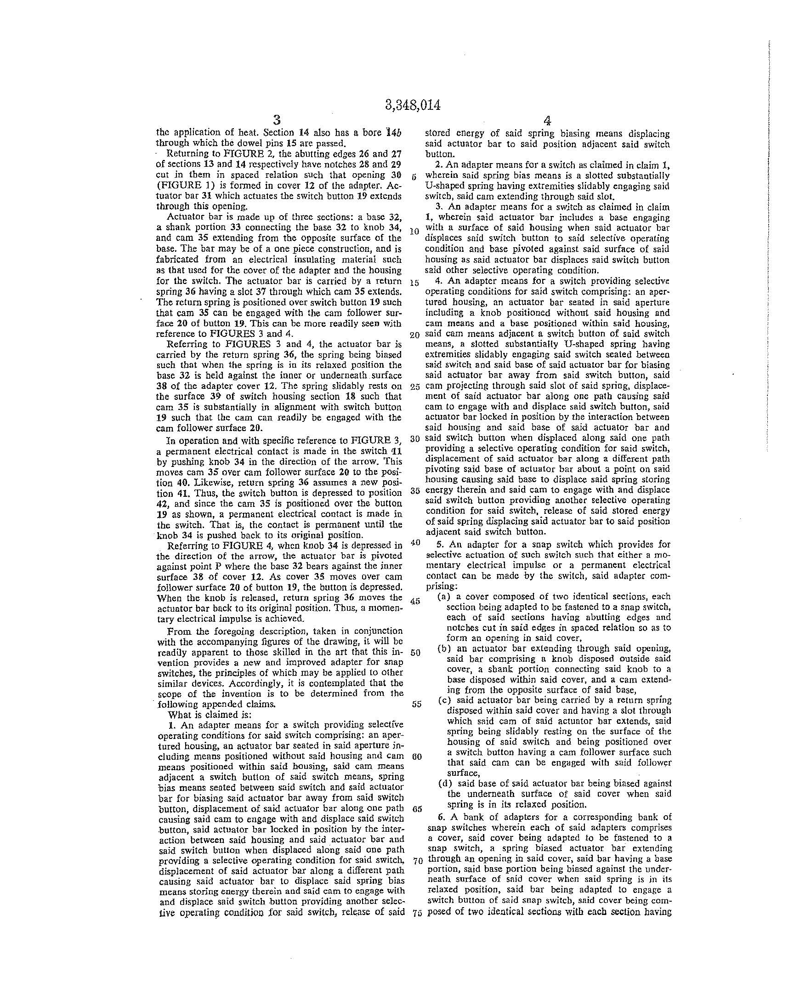 3,348,014
3
the application of heat. Section 14 also has a bore 14b
through which the dowel pins 15 are passed.
Returning to FIGURE 2, the abutting edges 26 and 27
of sections 13 and 14 respectively have notches 28 and 29
cut in them in spaced relation such that opening 30
(FIGURE 1) is formed in cover 12 of the adapter. Ac-
tuator bar 31 which actuates the switch button 19 extends
through this opening.
Actuator bar is made up of three sections: a base 32,
a shank portion 33 connecting the base 32 to knob 34,
and cam 35 extending from the opposite surface of the
base. The bar may be of a one piece construction, and is
fabricated from an electrical insulating material such
as that used for the cover of the adapter and the housing
for the switch. The actuator bar is carried by a return
spring 36 having a slot 37 through which cam 35 extends.
The return spring is positioned over switch button 19 such
that cam 35 can be engaged with the cam follower sur-
face 20 of button 19. This can be more readily seen with
reference to FIGURES 3 and 4.
Referring to FIGURES 3 and 4, the actuator bar is
carried by the return spring 36, the spring being biased
such that when the spring is in its relaxed position the
base 32 is held against the inner or underneath surface
38 of the adapter cover 12. The spring slidably rests on
the surface 39 of switch housing section 18 such that
cam 35 is substantially in alignment with switch button
19 such that the cam can readily be engaged with the
cam follower surface 20.
In operation and with specific reference to FIGURE 3,
a permanent electrical contact is made in the switch 11
by pushing knob 34 in the direction of the arrow. This
moves cam 35 over cam follower surface 20 to the posi-
tion 40. Likewise, return spring 36 assumes a new posi-
tion 41. Thus, the switch button is depressed to position
42, and since the cam 35 is positioned over the button
19 as shown, a permanent electrical contact is made in
the switch. That is, the contact is permanent until the
knob 34 is pushed back to its original position.
Referring to FIGURE 4, when knob 34 is depressed in
the direction of the arrow, the actuator bar is pivoted
against point P where the base 32 bears against the inner
surface 38 of cover 12. As cover 35 moves over cam
follower surface 20 of button 19, the button is depressed.
When the knob is released, return spring 36 moves the
actuator bar back to its original position. Thus, a momen-
tary electrical impulse is achieved.
From the foregoing description, taken in conjunction
with the accompanying figures of the drawing, it will be
readily apparent to those skilled in the art that this in-
vention provides a new and improved adapter for snap
switches, the principles of which may be applied to other
similar devices. Accordingly, it is contemplated that the
scope of the invention is to be determined from the
following appended claims.
What is claimed is:
1. An adapter means for a switch providing selective
operating conditions for said switch comprising: an aper-
tured housing, an actuator bar seated in said aperture in-
cluding means positioned without said housing and cam
means positioned within said housing, said cam means
adjacent a switch button of said switch means, spring
bias means seated between said switch and said actuator
bar for biasing said actuator bar away from said switch
button, displacement of said actuator bar along one path
causing said cam to engage with and displace said switch
button, said actuator bar locked in position by the inter-
action between said housing and said actuator bar and
said switch button when displaced along said one path
providing a selective operating condition for said switch,
displacement of said actuator bar along a different path
causing said actuator bar to displace said spring bias
means storing energy therein and said cam to engage with
and displace said switch button providing another selec-
tive operating condition for said switch, release of said
4
stored energy of said spring biasing means displacing
said actuator bar to said position adjacent said switch
button.
2. An adapter means for a switch as claimed in claim 1,
5 wherein said spring bias means is a slotted substantially
U-shaped spring having extremities slidably engaging said
switch, said cam extending through said slot.
3. An adapter means for a switch as claimed in claim
1, wherein said actuator bar includes a base engaging
10 with a surface of said housing when said actuator bar
displaces said switch button to said selective operating
condition and base pivoted against said surface of said
housing as said actuator bar displaces said switch button
said other selective operating condition.
15 4. An adapter means for a switch providing selective
operating conditions for said switch comprising: an aper-
tured housing, an actuator bar seated in said aperture
including a knob positioned without said housing and
cam means and a base positioned within said housing,
20 said cam means adjacent a switch button of said switch
means, a slotted substantially U-shaped spring having
extremities slidably engaging said switch seated between
said switch and said base of said actuator bar for biasing
said actuator bar away from said switch button, said
25 cam projecting through said slot of said spring, displace-
ment of said actuator bar along one path causing said
cam to engage with and displace said switch button, said
actuator bar locked in position by the interaction between
said housing and said base of said actuator bar and
30 said switch button when displaced along said one path
providing a selective operating condition for said switch,
displacement of said actuator bar along a different path
pivoting said base of actuator bar about a point on said
housing causing said base to displace said spring storing
35 energy therein and said cam to engage with and displace
said switch button providing another selective operating
condition for said switch, release of said stored energy
of said spring displacing said actuator bar to said position
adjacent said switch button.
40 5. An adapter for a snap switch which provides for
selective actuation of such switch such that either a mo-
mentary electrical impulse or a permanent electrical
contact can be made by the switch, said adapter com-
prising:
45 (a) a cover composed of two identical sections, each
section being adapted to be fastened to a snap switch,
each of said sections having abutting edges and
notches cut in said edges in spaced relation so as to
form an opening in said cover,
50 (b) an actuator bar extending through said opening,
said bar comprising a knob disposed outside said
cover, a shank portion connecting said knob to a
base disposed within said cover, and a cam extend-
ing from the opposite surface of said base,
55 (c) said actuator bar being carried by a return spring
disposed within said cover and having a slot through
which said cam of said actuator bar extends, said
spring being slidably resting on the surface of the
housing of said switch and being positioned over
60 a switch button having a cam follower surface such
that said cam can be engaged with said follower
surface,
(d) said base of said actuator bar being biased against
the underneath surface of said cover when said
65 spring is in its relaxed position.
6. A bank of adapters for a corresponding bank of
snap switches wherein each of said adapters comprises
a cover, said cover being adapted to be fastened to a
snap switch, a spring biased actuator bar extending
70 through an opening in said cover, said bar having a base
portion, said base portion being biased against the under-
neath surface of said cover when said spring is in its
relaxed position, said bar being adapted to engage a
switch button of said snap switch, said cover being com-
75 posed of two identical sections with each section having